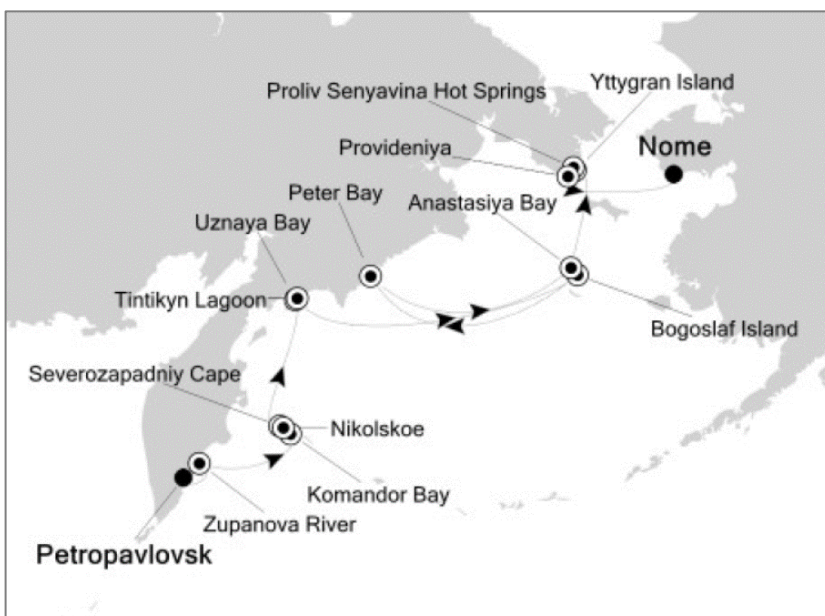 Yttygran Island
Proliv Senyavina Hot Springs
Nome
Provideniya
Peter Bay
Anastasiya Bay
Uznaya Bay
Tintikyn Lagoon
Bogoslaf Island
Severozapadniy Cape
Nikolskoe
Komandor Bay
Zupanova River
Petropavlovsk